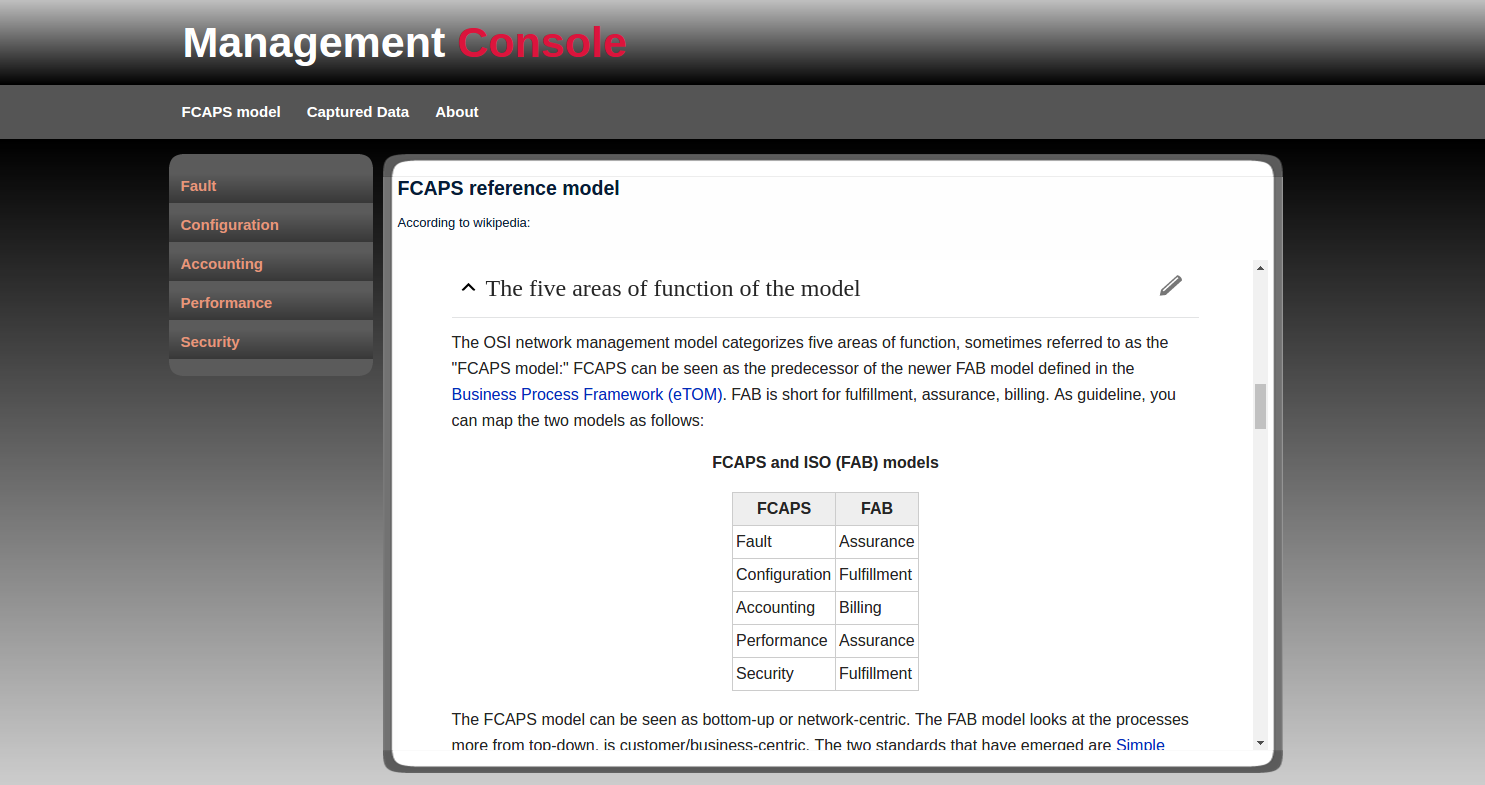 Management Console
FCAPS model Captured Data About
Fault
Configuration
Accounting
Performance
Security
FCAPS reference model
According to wikipedia:
The five areas of function of the model
The OSI network management model categorizes five areas of function, sometimes referred to as the
"FCAPS model:" FCAPS can be seen as the predecessor of the newer FAB model defined in the
Business Process Framework (eTOM). FAB is short for fulfillment, assurance, billing. As guideline, you
can map the two models as follows:
FCAPS and ISO (FAB) models
FCAPS FAB
Fault Assurance
Configuration Fulfillment
Accounting Billing
Performance Assurance
Security Fulfillment
The FCAPS model can be seen as bottom-up or network-centric. The FAB model looks at the processes
more from top-down, is customer/business-centric. The two standards that have emerged are Simple